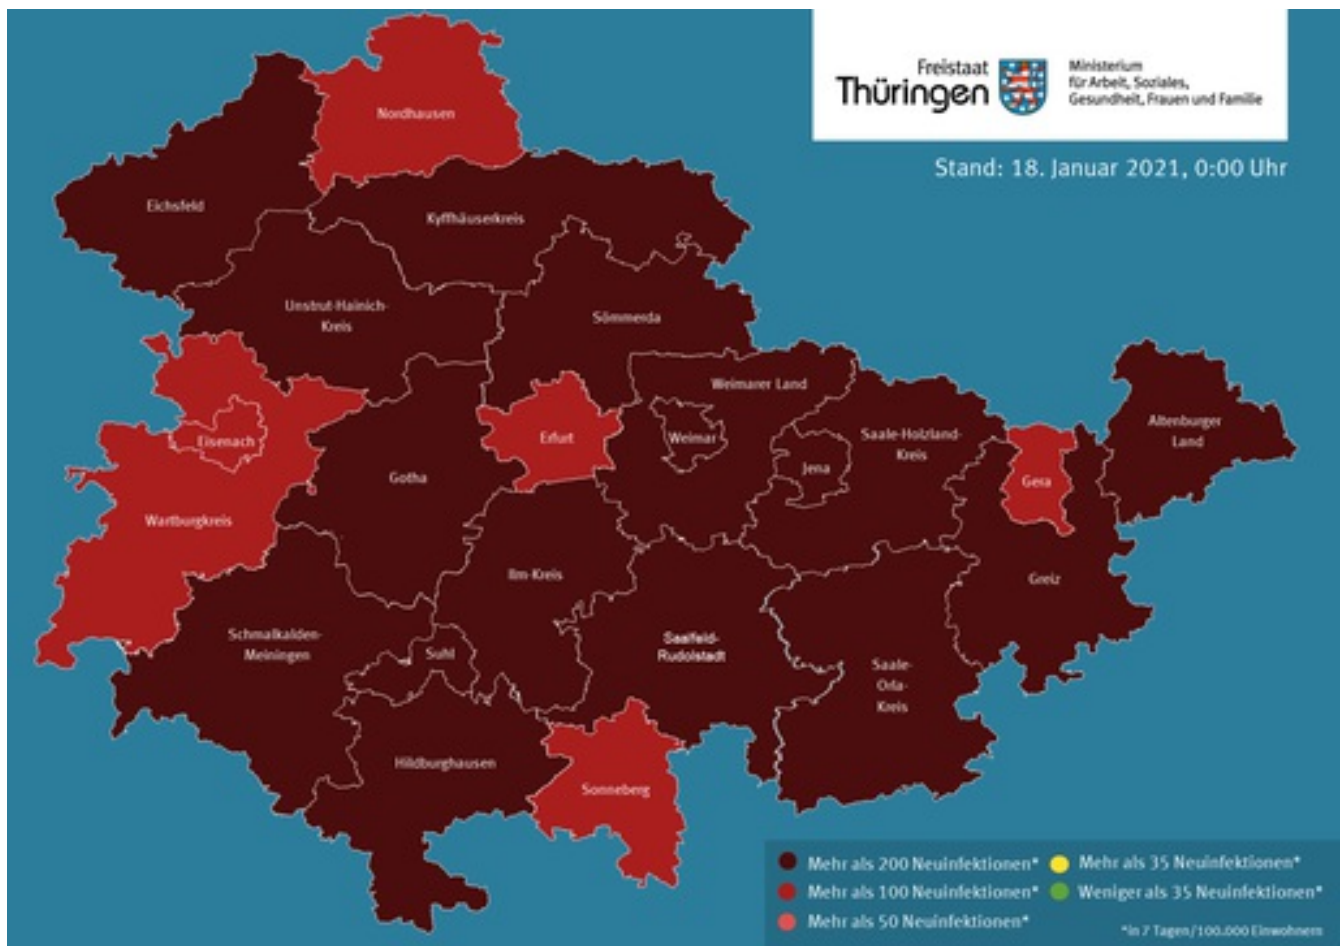 Freistaat
Thüringen
Ministerium
für Arbeit, Soziales,
Gesundheit, Frauen und Familie
Stand: 18. Januar 2021, 0:00 Uhr
Nordhausen
Eichsfeld
Kyffhäuserkreis
Unstrut-Hainich-
Kreis
Sömmerda
Weimarer Land
Altenburger
Land
Eisenach
Erfurt
Weimar
Saale-Holzland-
Kreis
Jena
Gotha
Gera
Wartburgkreis
Ilm-Kreis
Greiz
Schmalkalden-
Meiningen
Suhl
Saalfeld-
Rudolstadt
Saale-
Orla-
Kreis
Hildburghausen
Sonneberg
Mehr als 200 Neuinfektionen*
Mehr als 100 Neuinfektionen*
Mehr als 50 Neuinfektionen*
Mehr als 35 Neuinfektionen*
Weniger als 35 Neuinfektionen*
*in 7 Tagen/100.000 Einwohnern